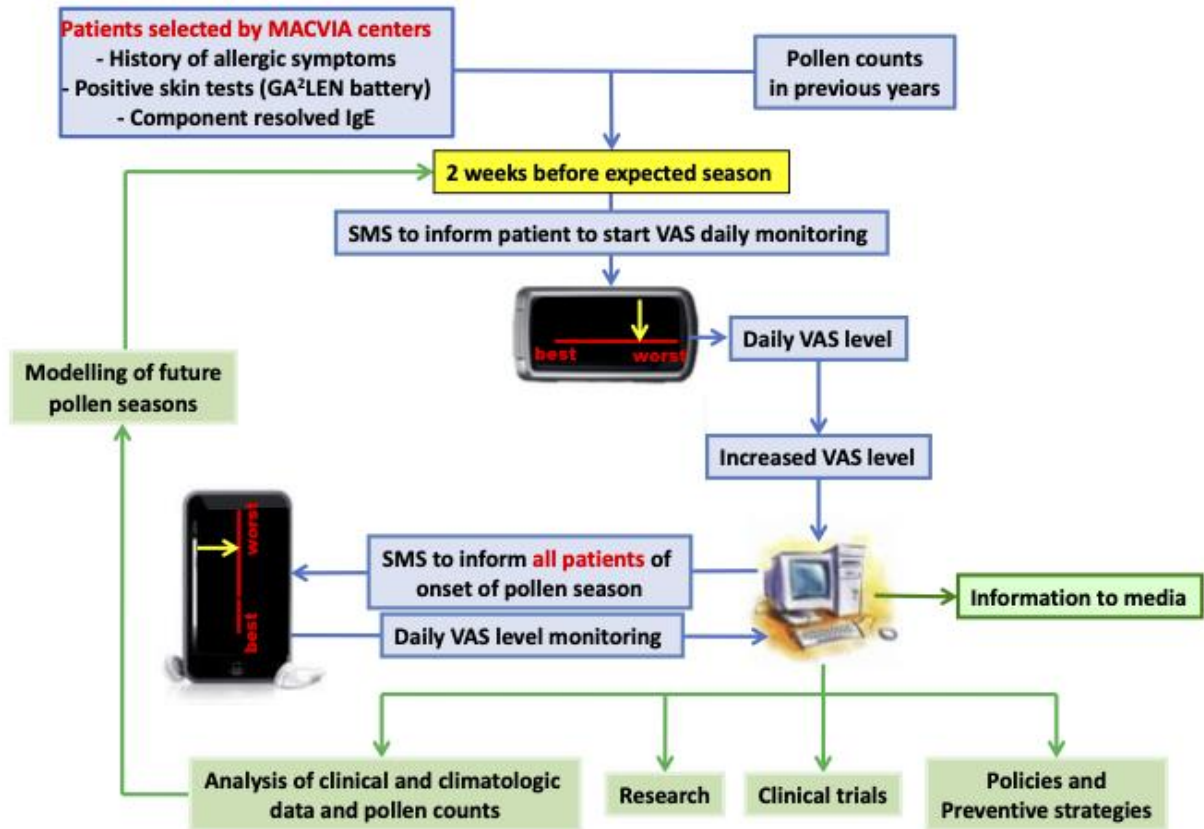 Patients selected by MACVIA centers
- History of allergic symptoms
- Positive skin tests (GA²LEN battery)
- Component resolved IgE
Pollen counts
in previous years
2 weeks before expected season
SMS to inform patient to start VAS daily monitoring
best worst
Daily VAS level
Modelling of future
pollen seasons
Increased VAS level
worst
best
SMS to inform all patients of
onset of pollen season
Information to media
Daily VAS level monitoring
Analysis of clinical and climatologic
data and pollen counts
Research
Clinical trials
Policies and
Preventive strategies